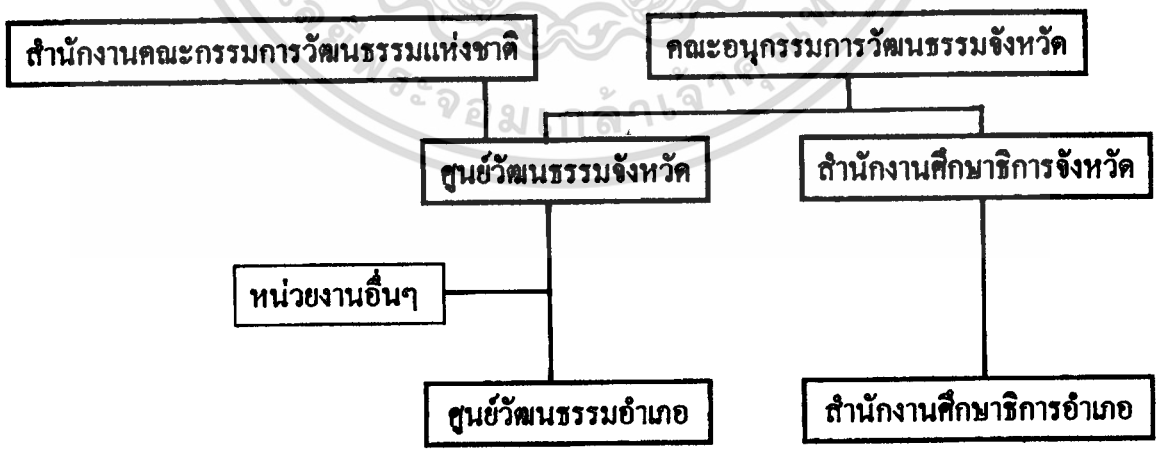 สำนักงานคณะกรรมการวัฒนธรรมแห่งชาติ
คณะอนุกรรมการวัฒนธรรมจังหวัด
ศูนย์วัฒนธรรมจังหวัด
สำนักงานศึกษาธิการจังหวัด
หน่วยงานอื่นๆ
ศูนย์วัฒนธรรมอำเภอ
สำนักงานศึกษาธิการอำเภอ